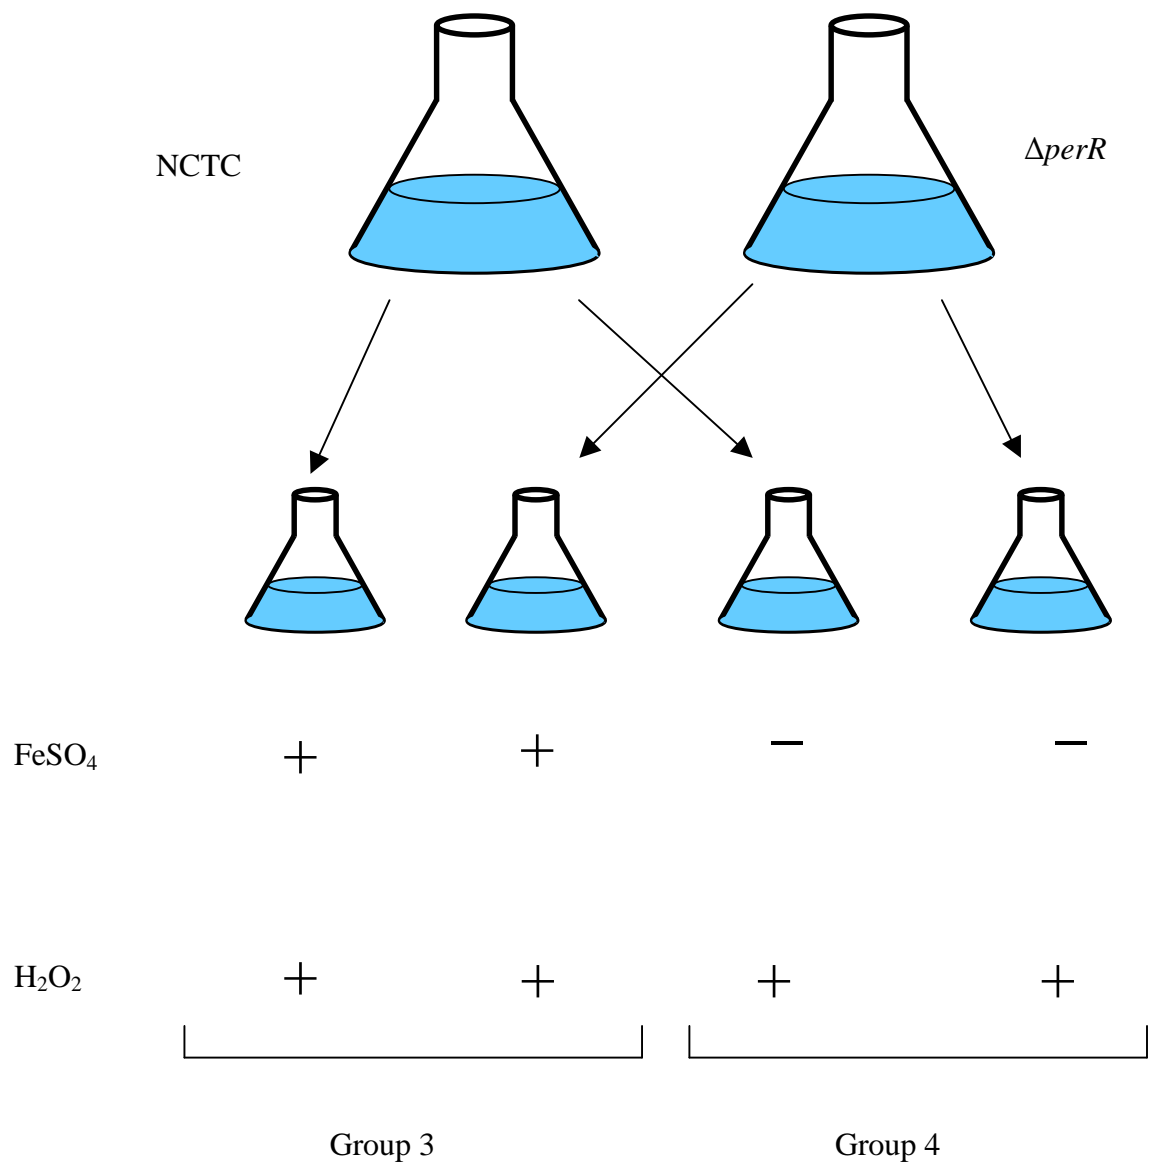 NCTC
ΔperR
FeSO₄ + + − −
H₂O₂ + + + +
Group 3 Group 4